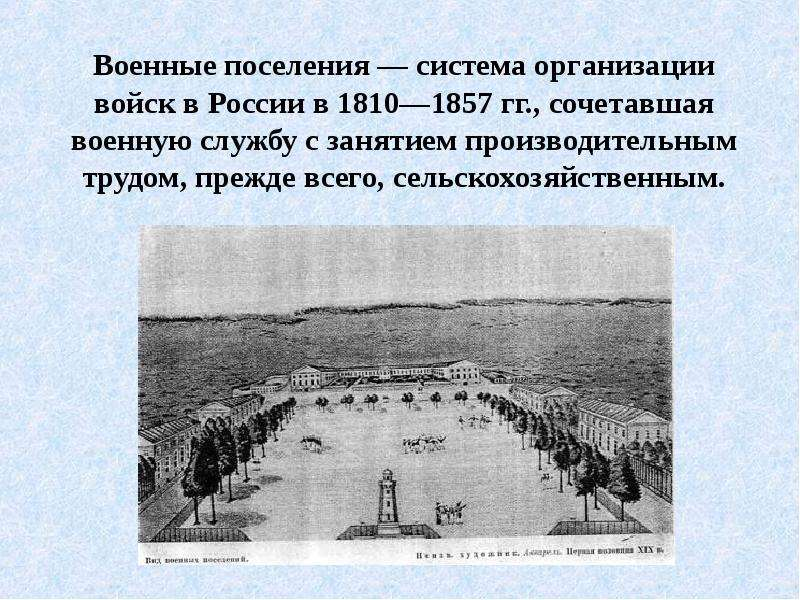 Военные поселения — система организации
войск в России в 1810—1857 гг., сочетавшая
военную службу с занятием производительным
трудом, прежде всего, сельскохозяйственным.
Вид военных поселений.
Неизв. художник. Акварель. Первая половина XIX в.